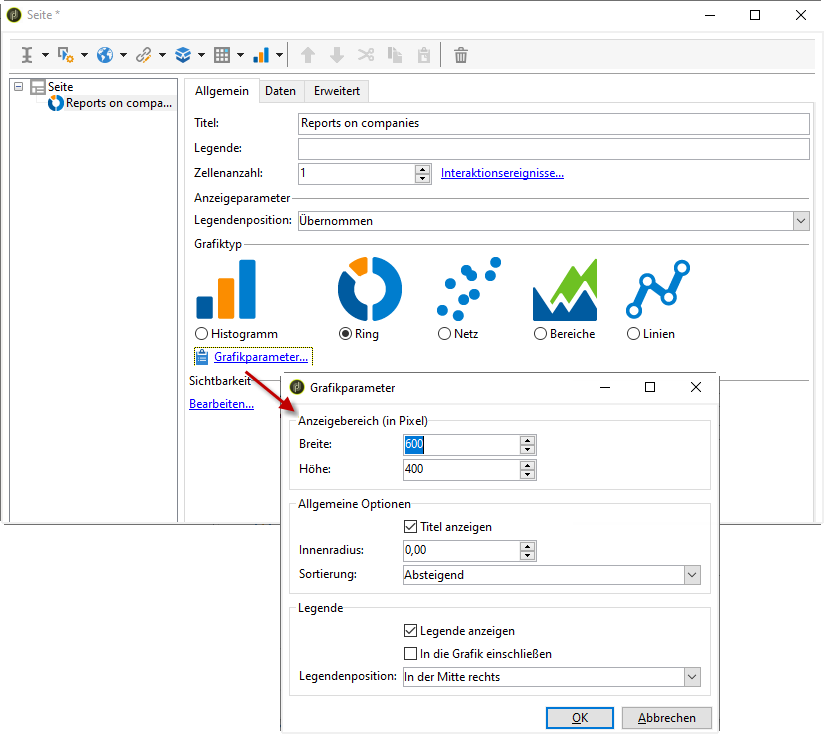 Seite *
Seite
Reports on compa...
Allgemein Daten Erweitert
Titel: Reports on companies
Legende:
Zellenanzahl: 1 Interaktionsereignisse...
Anzeigeparameter
Legendenposition: Übernommen
Grafiktyp
Histogramm Ring Netz Bereiche Linien
Grafikparameter...
Sichtbarkeit
Bearbeiten...
Grafikparameter
Anzeigebereich (in Pixel)
Breite: 600
Höhe: 400
Allgemeine Optionen
Titel anzeigen
Innenradius: 0,00
Sortierung: Absteigend
Legende
Legende anzeigen
In die Grafik einschließen
Legendenposition: In der Mitte rechts
OK Abbrechen